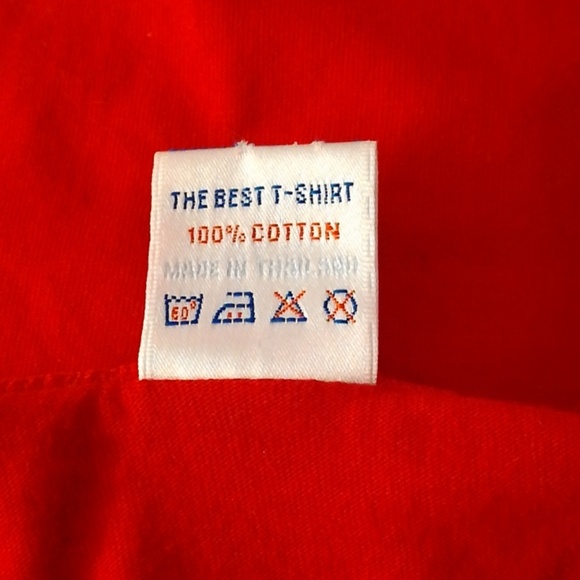 THE BEST T-SHIRT
100% COTTON
MADE IN THAILAND
60°